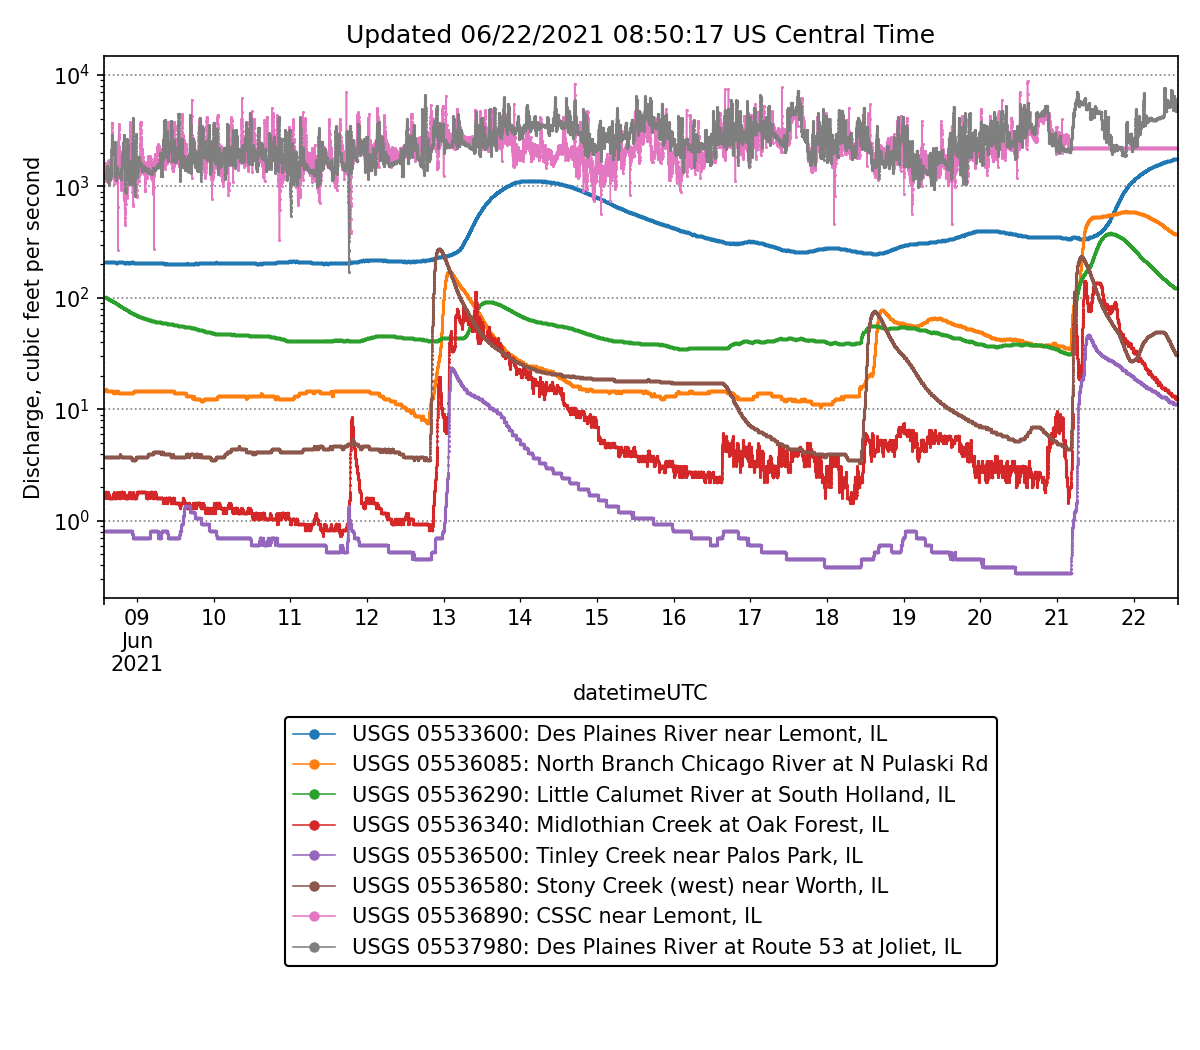 Updated 06/22/2021 08:50:17 US Central Time
Discharge, cubic feet per second
10⁴
10³
10²
10¹
10⁰
09 10 11 12 13 14 15 16 17 18 19 20 21 22
Jun
2021
datetimeUTC
USGS 05533600: Des Plaines River near Lemont, IL
USGS 05536085: North Branch Chicago River at N Pulaski Rd
USGS 05536290: Little Calumet River at South Holland, IL
USGS 05536340: Midlothian Creek at Oak Forest, IL
USGS 05536500: Tinley Creek near Palos Park, IL
USGS 05536580: Stony Creek (west) near Worth, IL
USGS 05536890: CSSC near Lemont, IL
USGS 05537980: Des Plaines River at Route 53 at Joliet, IL